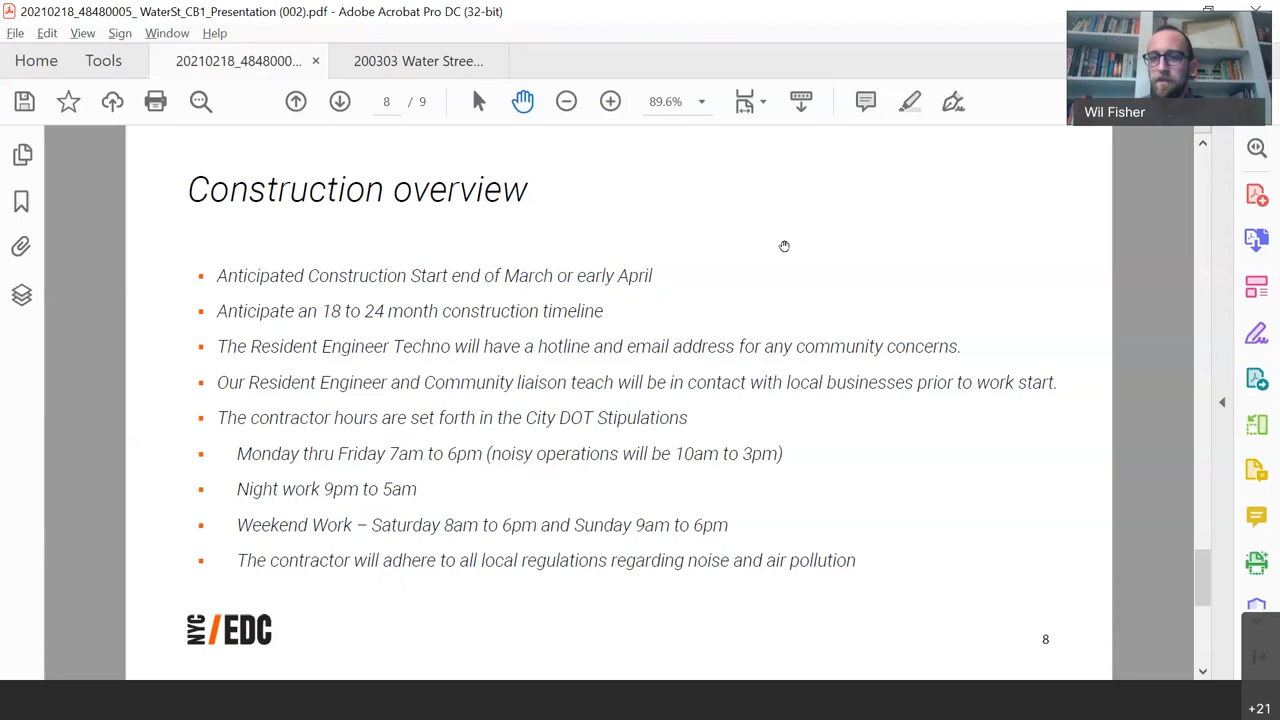 20210218_48480005_ WaterSt_CB1_Presentation (002).pdf - Adobe Acrobat Pro DC (32-bit)
File Edit View Sign Window Help
Home Tools 20210218_4848000... × 200303 Water Stree...
8 / 9 89.6%
Wil Fisher
Construction overview
▪ Anticipated Construction Start end of March or early April
▪ Anticipate an 18 to 24 month construction timeline
▪ The Resident Engineer Techno will have a hotline and email address for any community concerns.
▪ Our Resident Engineer and Community liaison teach will be in contact with local businesses prior to work start.
▪ The contractor hours are set forth in the City DOT Stipulations
▪ Monday thru Friday 7am to 6pm (noisy operations will be 10am to 3pm)
▪ Night work 9pm to 5am
▪ Weekend Work – Saturday 8am to 6pm and Sunday 9am to 6pm
▪ The contractor will adhere to all local regulations regarding noise and air pollution
NYC/EDC
8
+21